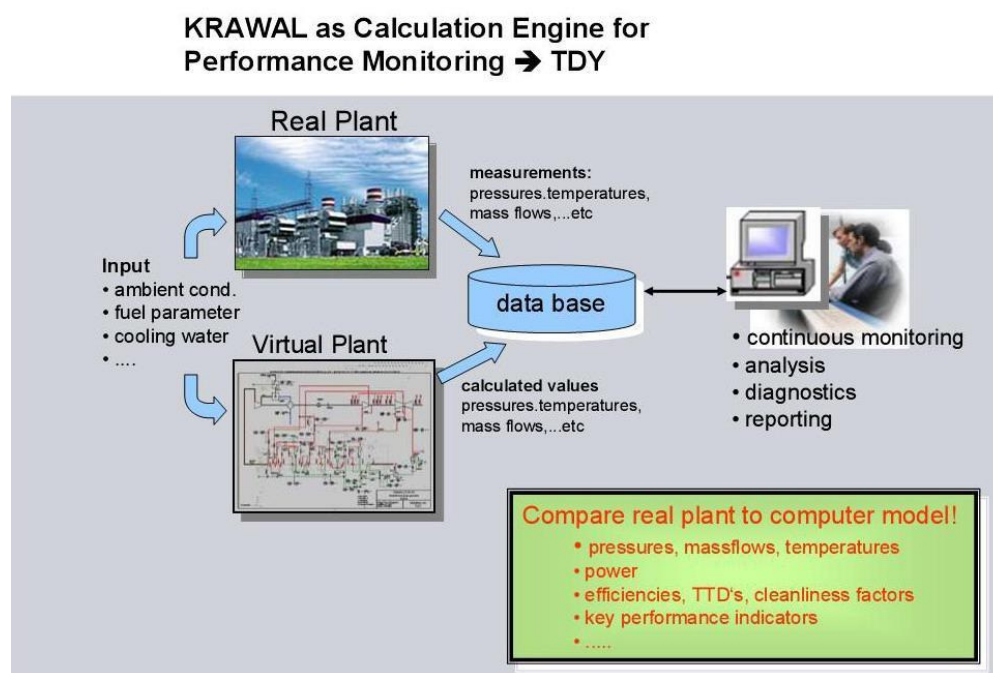 KRAWAL as Calculation Engine for
Performance Monitoring ➔ TDY
Real Plant
measurements:
pressures.temperatures,
mass flows,...etc
Input
• ambient cond.
• fuel parameter
• cooling water
• ....
data base
Virtual Plant
calculated values
pressures.temperatures,
mass flows,...etc
• continuous monitoring
• analysis
• diagnostics
• reporting
Compare real plant to computer model!
• pressures, massflows, temperatures
• power
• efficiencies, TTD's, cleanliness factors
• key performance indicators
• .....